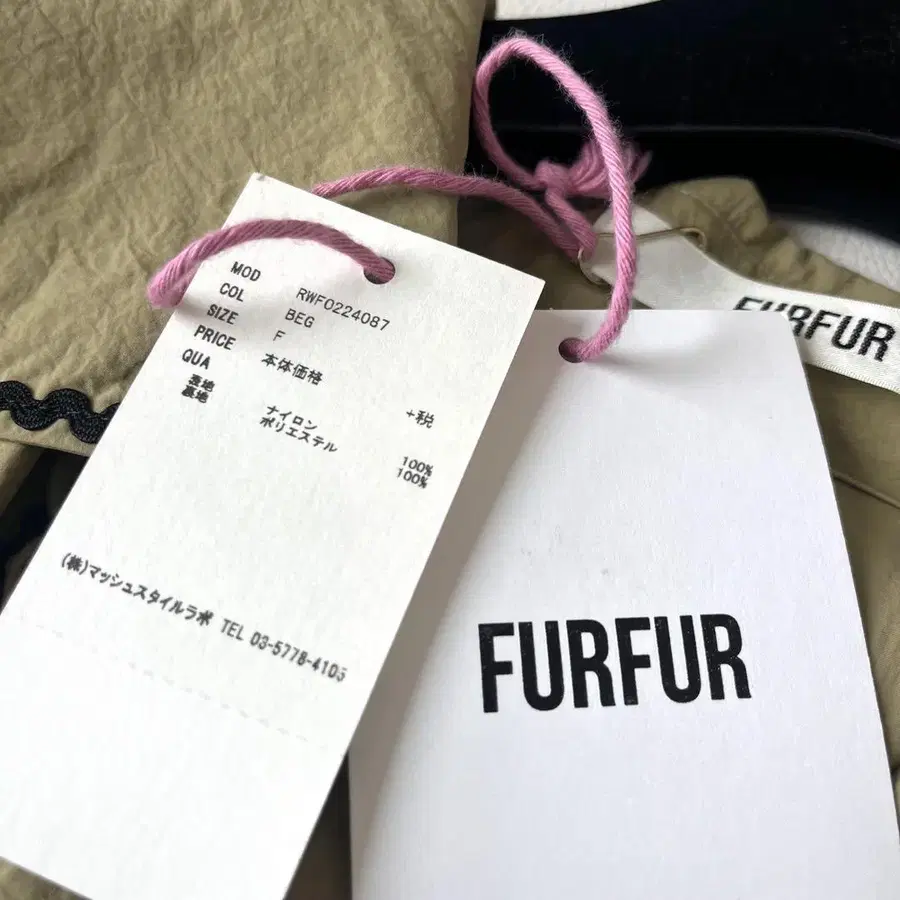 MOD RWFO224087
COL BEG
SIZE F
PRICE 本体価格 +税
QUA
表地 ナイロン 100%
裏地 ポリエステル 100%
(株)マッシュスタイルラボ TEL 03-5778-4105
FURFUR
FURFUR